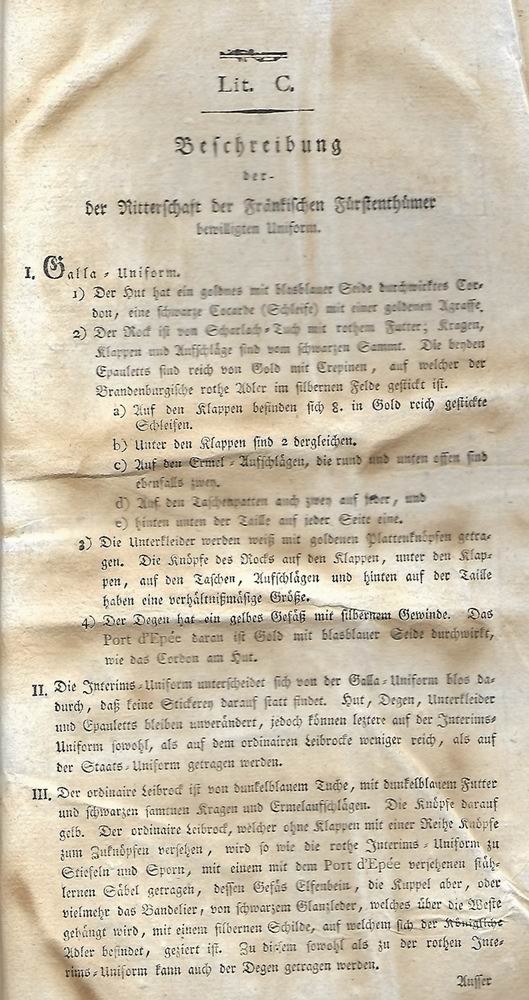 Lit. C.
Beschreibung
der
der Ritterschaft der Fränkischen Fürstenthümer
bewilligten Uniform.
I. Galla-Uniform.
1) Der Hut hat ein goldnes mit blasblauer Seide durchwirktes Cor-
don, eine schwarze Cocarde (Schleife) mit einer goldenen Agraffe.
2) Der Rock ist von Scharlach-Tuch mit rothem Futter; Kragen,
Klappen und Aufschläge sind vom schwarzen Sammt. Die beyden
Epauletts sind reich von Gold mit Crepinen, auf welcher der
Brandenburgische rothe Adler im silbernen Felde gestickt ist.
a) Auf den Klappen befinden sich 8. in Gold reich gestickte
Schleifen.
b) Unter den Klappen sind 2 dergleichen.
c) Auf den Ermel-Aufschlägen, die rund und unten offen sind
ebenfalls zwey.
d) Auf den Taschenpatten auch zwey auf jeder, und
e) hinten unten der Taille auf jeder Seite eine.
3) Die Unterkleider werden weiß mit goldenen Plattenknöpfen getra-
gen. Die Knöpfe des Rocks auf den Klappen, unter den Klap-
pen, auf den Taschen, Aufschlägen und hinten auf der Taille
haben eine verhältnißmäsige Größe.
4) Der Degen hat ein gelbes Gefäß mit silbernem Gewinde. Das
Port d'Epée daran ist Gold mit blasblauer Seide durchwirkt,
wie das Cordon am Hut.
II. Die Interims-Uniform unterscheidet sich von der Galla-Uniform blos da-
durch, daß keine Stickerey darauf statt findet. Hut, Degen, Unterkleider
und Epauletts bleiben unverändert, jedoch können leztere auf der Interims-
Uniform sowohl, als auf dem ordinairen Leibrocke weniger reich, als auf
der Staats-Uniform getragen werden.
III. Der ordinaire Leibrock ist von dunkelblauem Tuche, mit dunkelblauem Futter
und schwarzen samtnen Kragen und Ermelaufschlägen. Die Knöpfe darauf
gelb. Der ordinaire Leibrock, welcher ohne Klappen mit einer Reihe Knöpfe
zum Zuknöpfen versehen, wird so wie die rothe Interims-Uniform zu
Stiefeln und Sporn, mit einem mit dem Port d'Epée versehenen stäh-
lernen Säbel getragen, dessen Gefäs Elfenbein, die Kuppel aber, oder
vielmehr das Bandelier, von schwarzem Glanzleder, welches über die Weste
gehängt wird, mit einem silbernen Schilde, auf welchem sich der Königliche
Adler befindet, geziert ist. Zu diesem sowohl als zu der rothen Inte-
rims-Uniform kann auch der Degen getragen werden.
Ausser